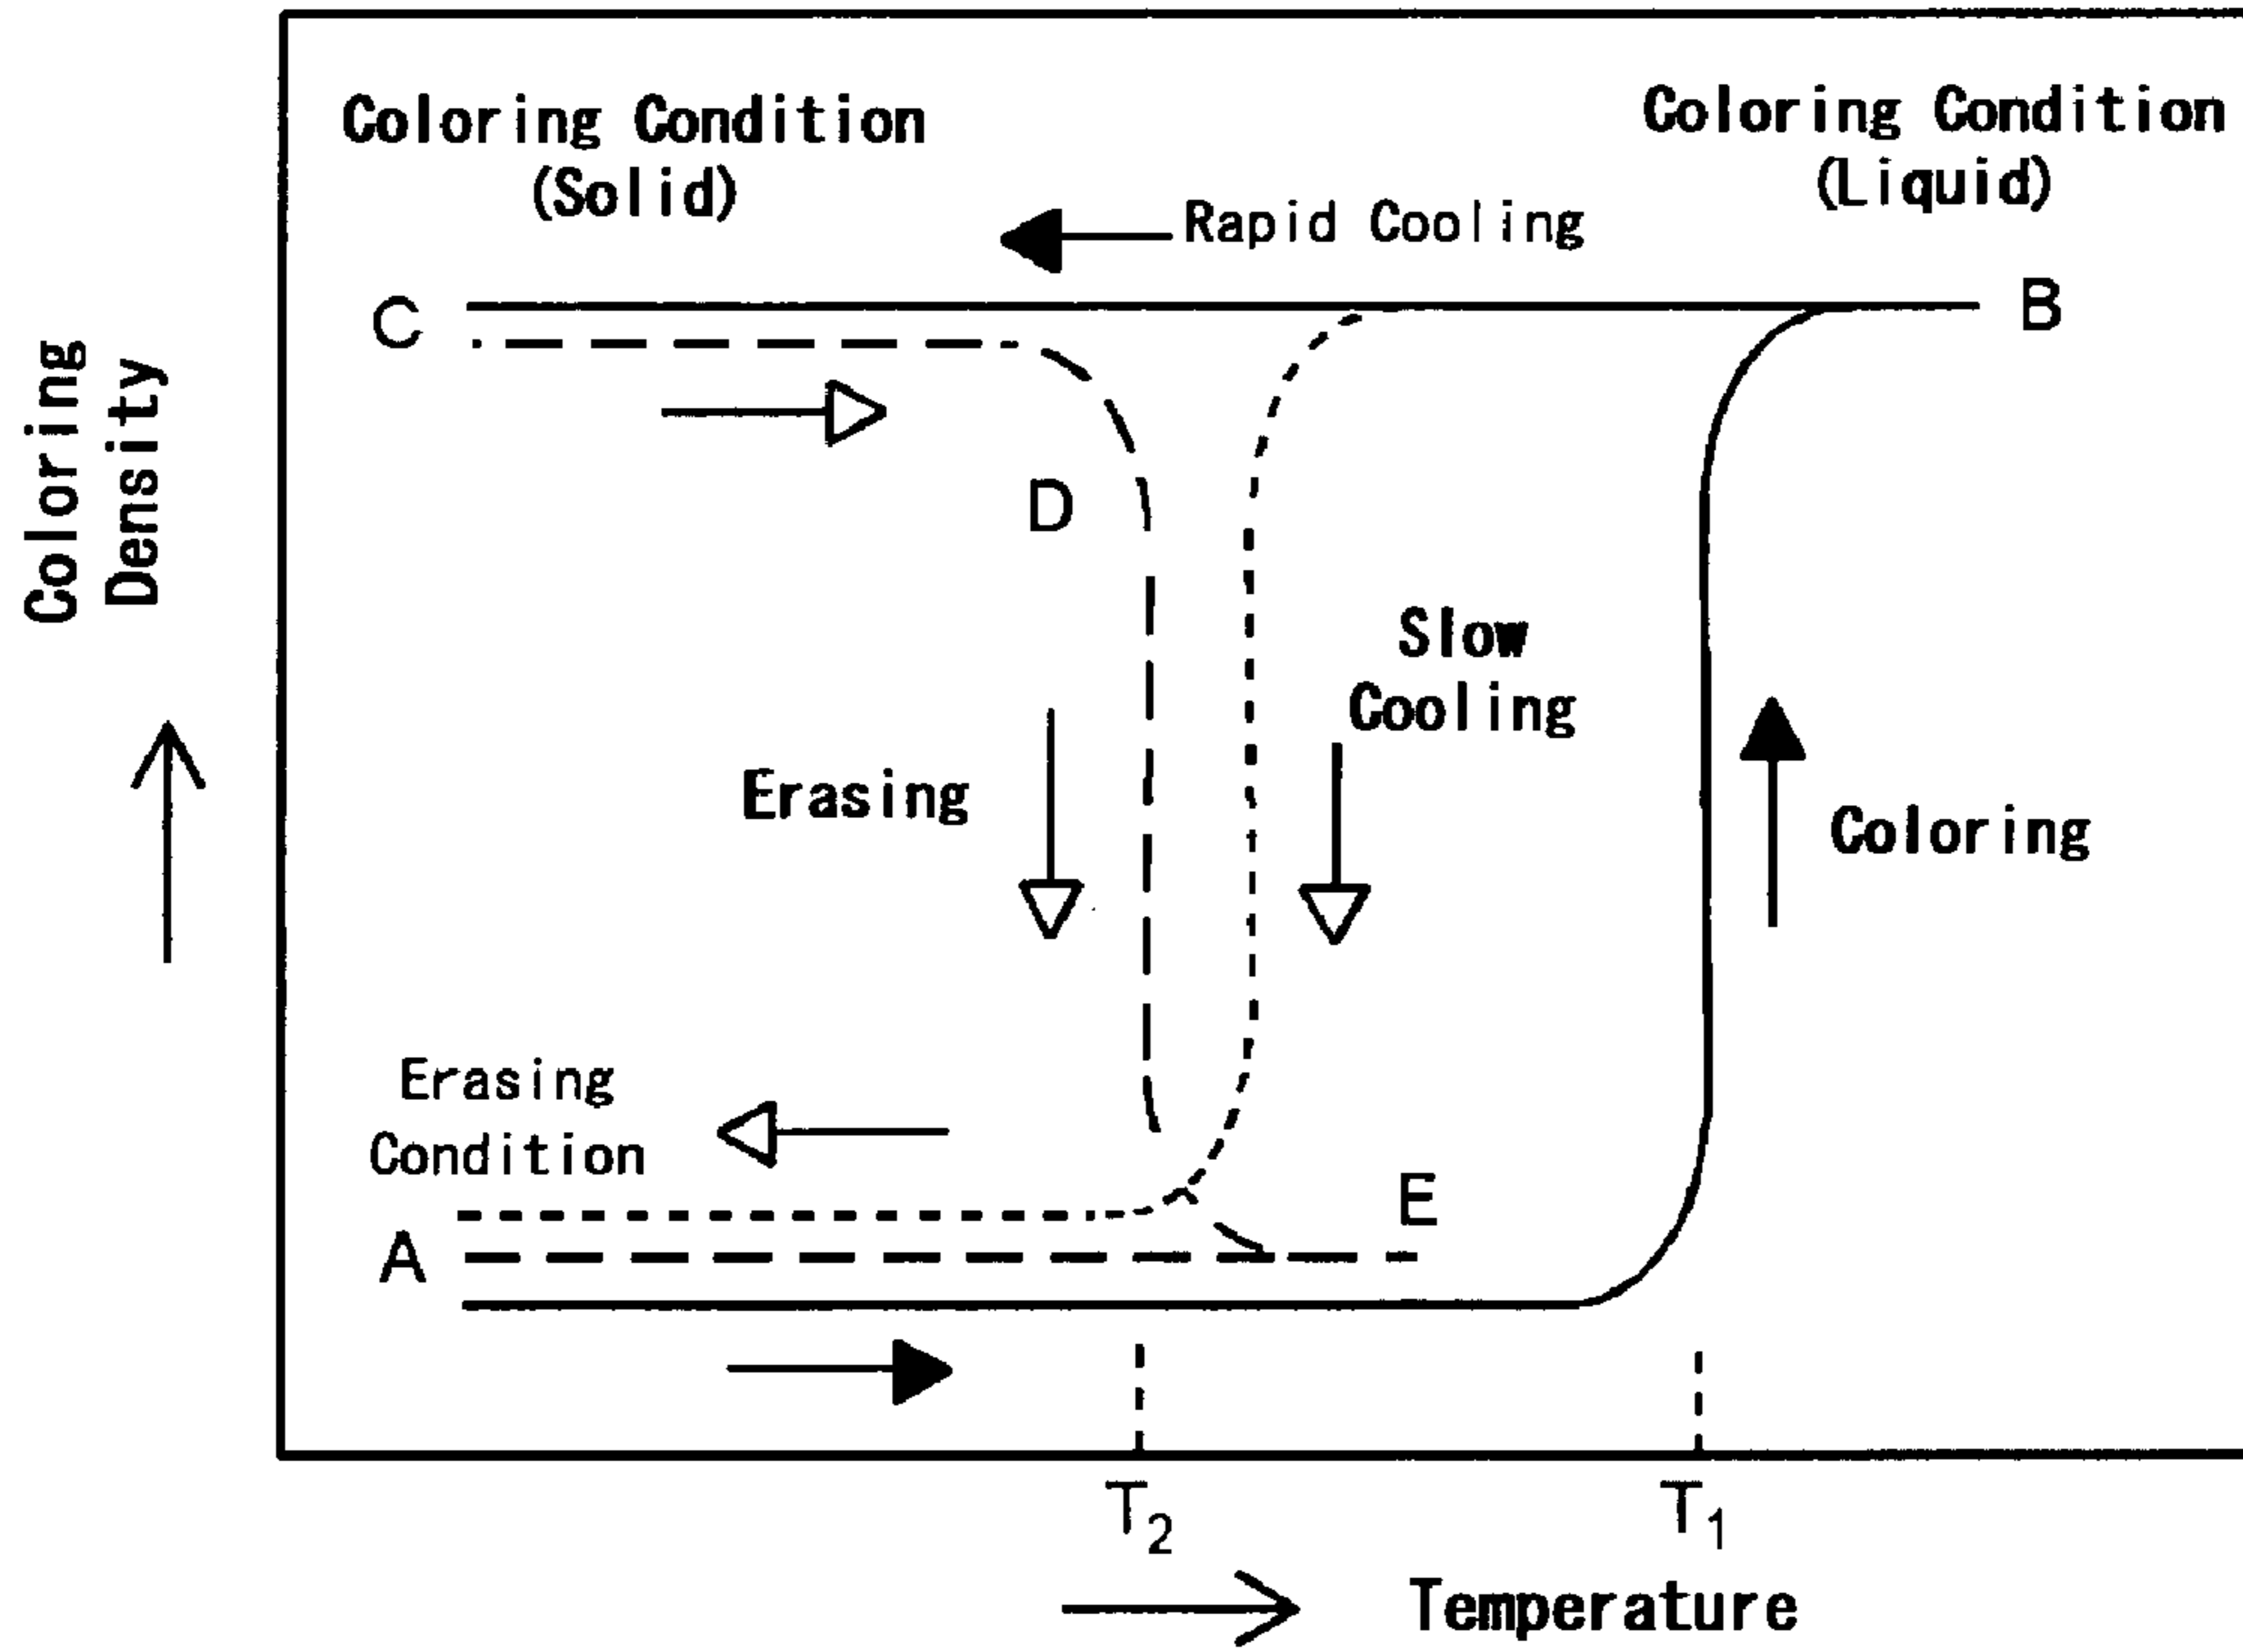 Coloring Condition
(Solid)
Coloring Condition
(Liquid)
Rapid Cooling
C
B
Coloring
Density
D
Slow
Cooling
Erasing
Coloring
Erasing
Condition
E
A
T2
T1
Temperature